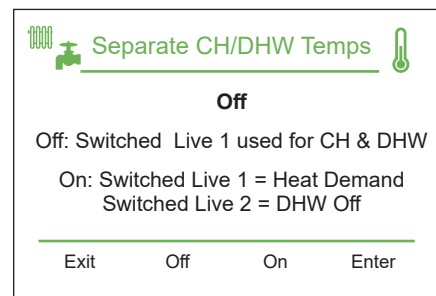 Separate CH/DHW Temps
Off
Off: Switched Live 1 used for CH & DHW
On: Switched Live 1 = Heat Demand
Switched Live 2 = DHW Off
Exit Off On Enter